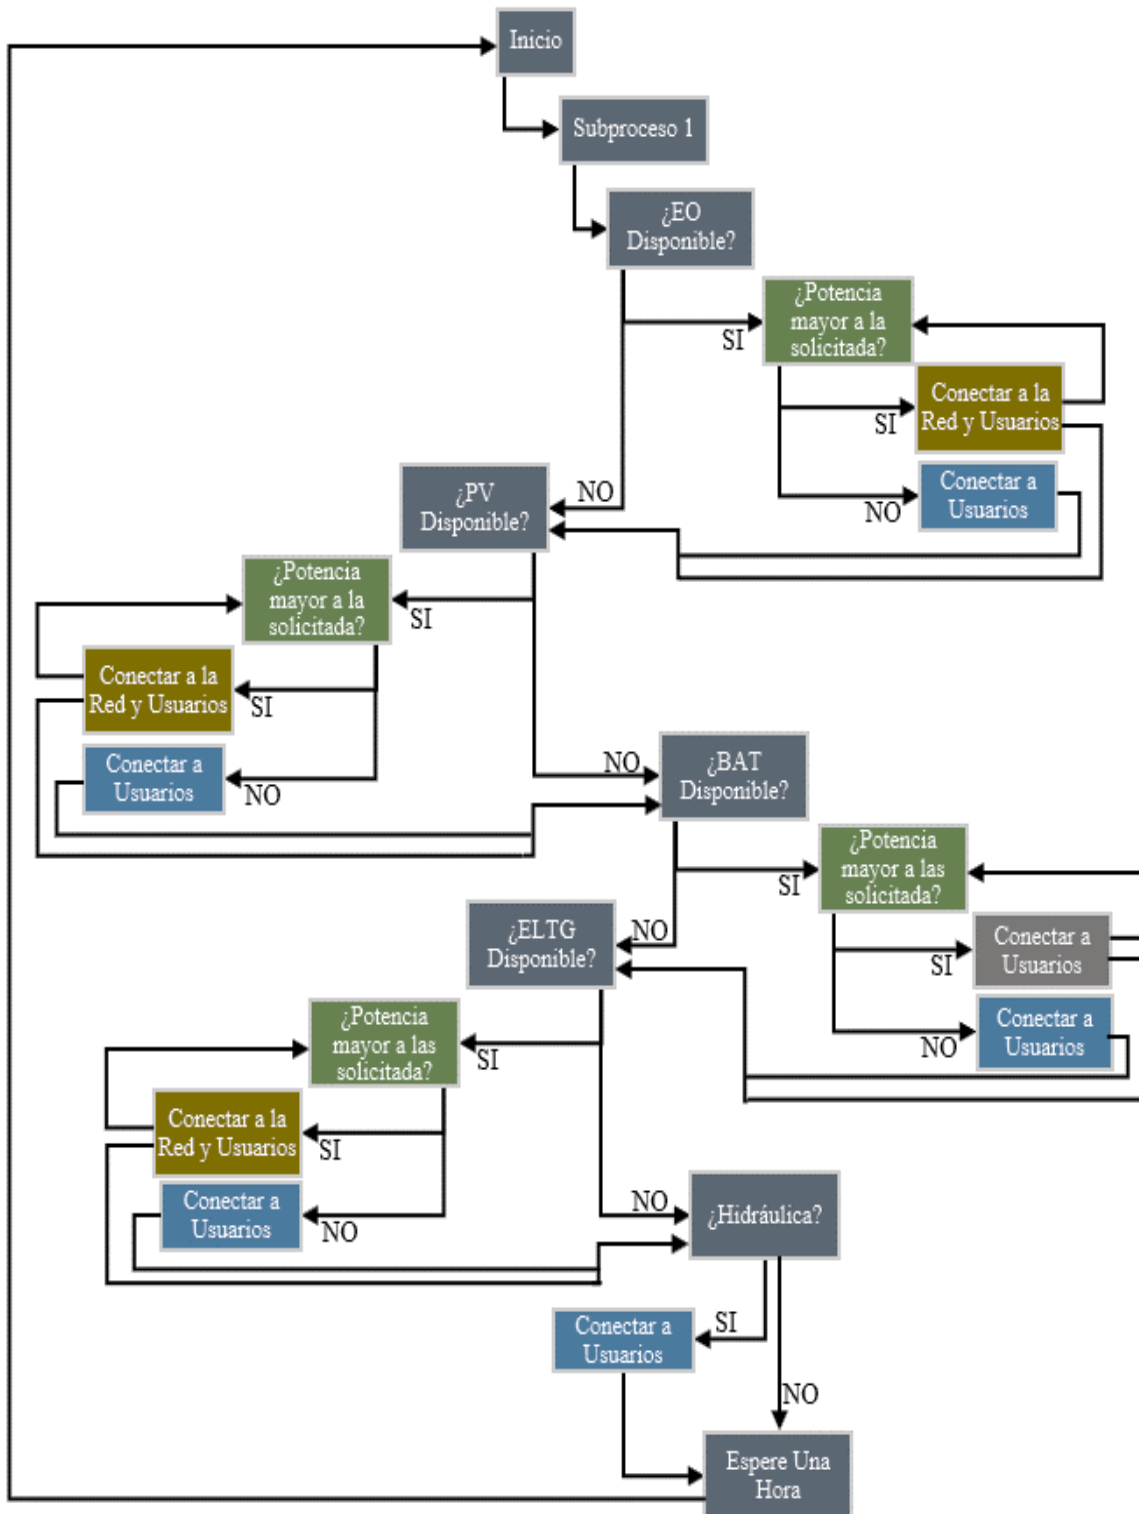 Inicio
Subproceso 1
¿EO
Disponible?
SI
¿Potencia
mayor a la
solicitada?
SI
Conectar a la
Red y Usuarios
NO
Conectar a
Usuarios
NO
¿PV
Disponible?
SI
¿Potencia
mayor a la
solicitada?
SI
Conectar a la
Red y Usuarios
NO
Conectar a
Usuarios
NO
¿BAT
Disponible?
SI
¿Potencia
mayor a las
solicitada?
SI
Conectar a
Usuarios
NO
Conectar a
Usuarios
NO
¿ELTG
Disponible?
SI
¿Potencia
mayor a las
solicitada?
SI
Conectar a la
Red y Usuarios
NO
Conectar a
Usuarios
NO
¿Hidráulica?
SI
Conectar a
Usuarios
NO
Espere Una
Hora